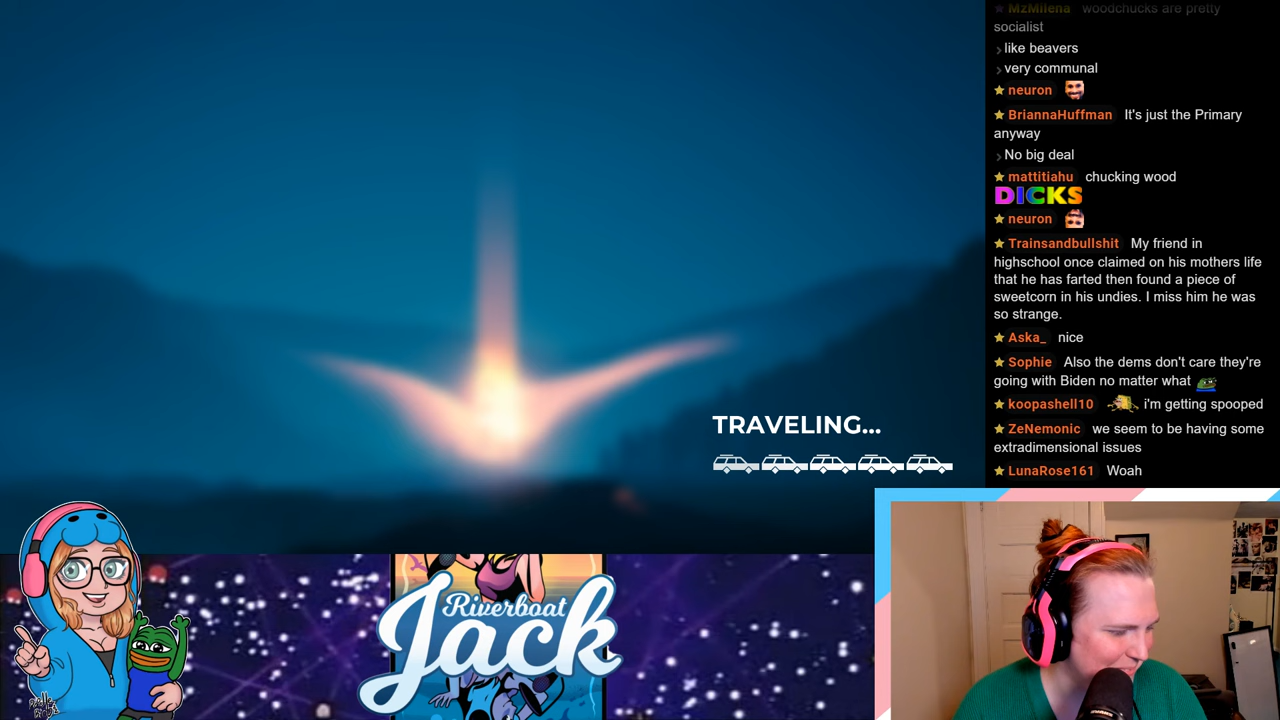 MzMilena woodchucks are pretty
socialist
like beavers
very communal
neuron
BriannaHuffman It's just the Primary
anyway
No big deal
mattitiahu chucking wood
DICKS
neuron
Trainsandbullshit My friend in
highschool once claimed on his mothers life
that he has farted then found a piece of
sweetcorn in his undies. I miss him he was
so strange.
Aska_ nice
Sophie Also the dems don't care they're
going with Biden no matter what
koopashell10 i'm getting spooped
ZeNemonic we seem to be having some
extradimensional issues
LunaRose161 Woah
TRAVELING...
Riverboat
Jack